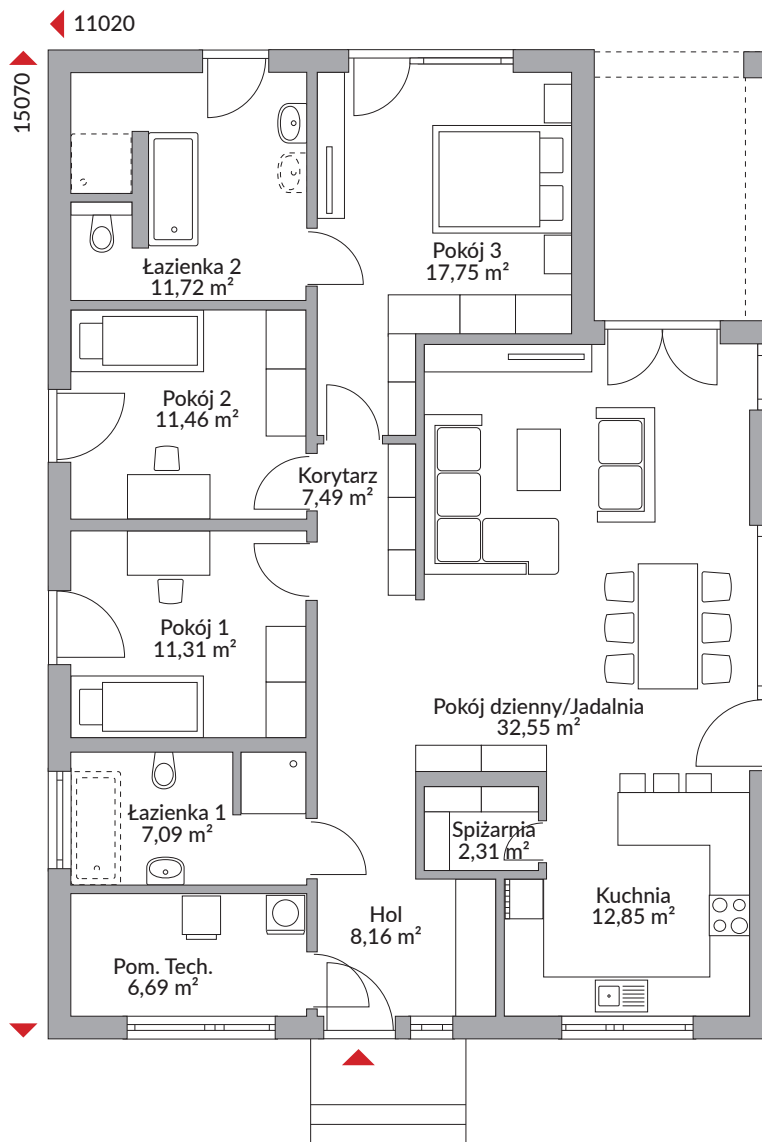 11020
15070
Łazienka 2
11,72 m²
Pokój 3
17,75 m²
Pokój 2
11,46 m²
Korytarz
7,49 m²
Pokój 1
11,31 m²
Pokój dzienny/Jadalnia
32,55 m²
Łazienka 1
7,09 m²
Spiżarnia
2,31 m²
Kuchnia
12,85 m²
Hol
8,16 m²
Pom. Tech.
6,69 m²